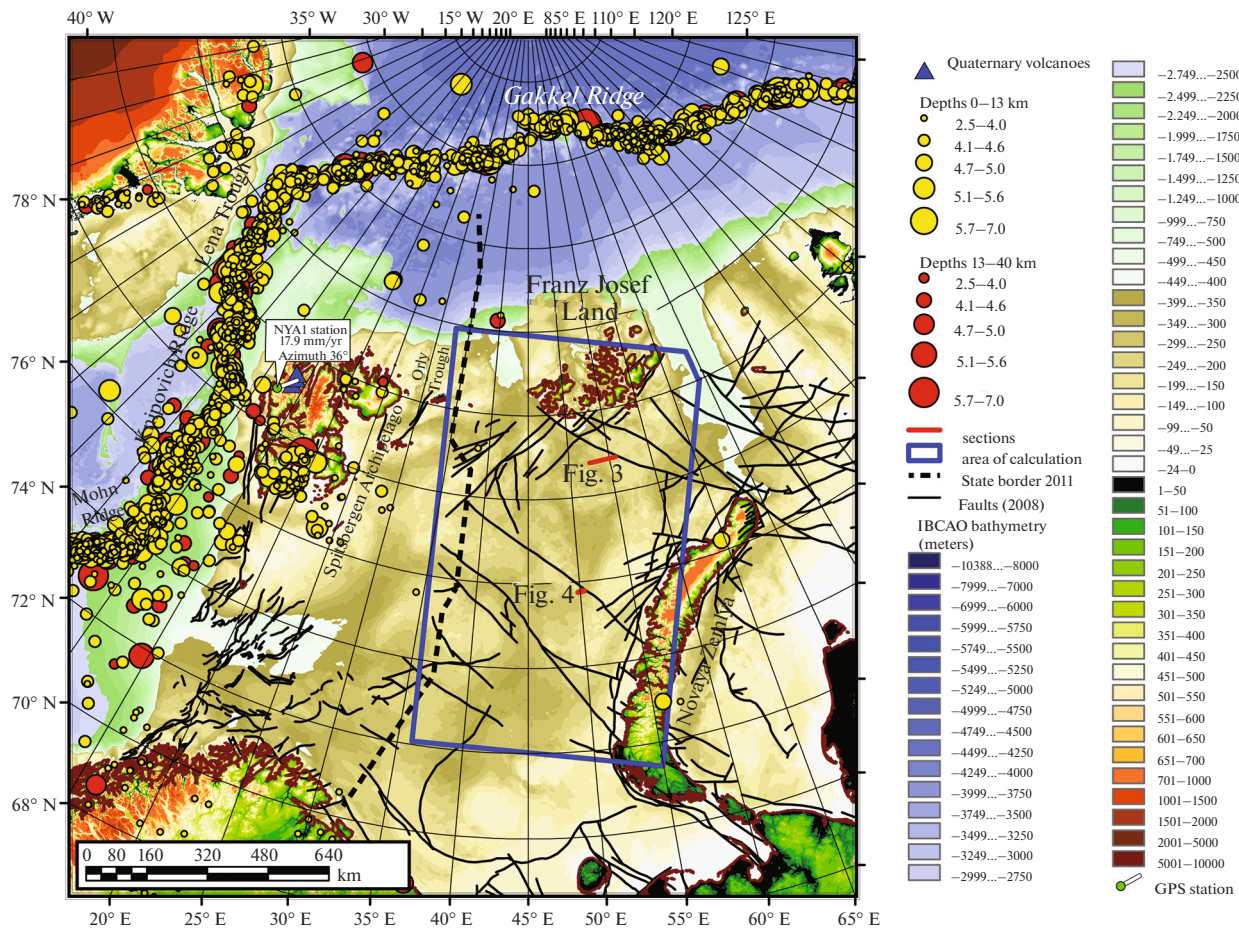 40° W
35° W
30° W
15° W
20° E
85° E
110° E
120° E
125° E
78° N
76° N
74° N
72° N
70° N
68° N
Gakkel Ridge
Lena Trough
Knipovich Ridge
Mohn
Ridge
NYA1 station
17.9 mm/yr
Azimuth 36°
Franz Josef
Land
Only
Trough
Spitsbergen Archipelago
Fig. 3
Fig. 4
Novaya Zemlya
0 80 160 320 480 640
km
20° E
25° E
30° E
35° E
40° E
45° E
50° E
55° E
60° E
65° E
Quaternary volcanoes
Depths 0–13 km
2.5–4.0
4.1–4.6
4.7–5.0
5.1–5.6
5.7–7.0
Depths 13–40 km
2.5–4.0
4.1–4.6
4.7–5.0
5.1–5.6
5.7–7.0
sections
area of calculation
State border 2011
Faults (2008)
IBCAO bathymetry
(meters)
–10388...–8000
–7999...–7000
–6999...–6000
–5999...–5750
–5749...–5500
–5499...–5250
–5249...–5000
–4999...–4750
–4749...–4500
–4499...–4250
–4249...–4000
–3999...–3750
–3749...–3500
–3499...–3250
–3249...–3000
–2999...–2750
–2.749...–2500
–2.499...–2250
–2.249...–2000
–1.999...–1750
–1.749...–1500
–1.499...–1250
–1.249...–1000
–999...–750
–749...–500
–499...–450
–449...–400
–399...–350
–349...–300
–299...–250
–249...–200
–199...–150
–149...–100
–99...–50
–49...–25
–24–0
1–50
51–100
101–150
151–200
201–250
251–300
301–350
351–400
401–450
451–500
501–550
551–600
601–650
651–700
701–1000
1001–1500
1501–2000
2001–5000
5001–10000
GPS station